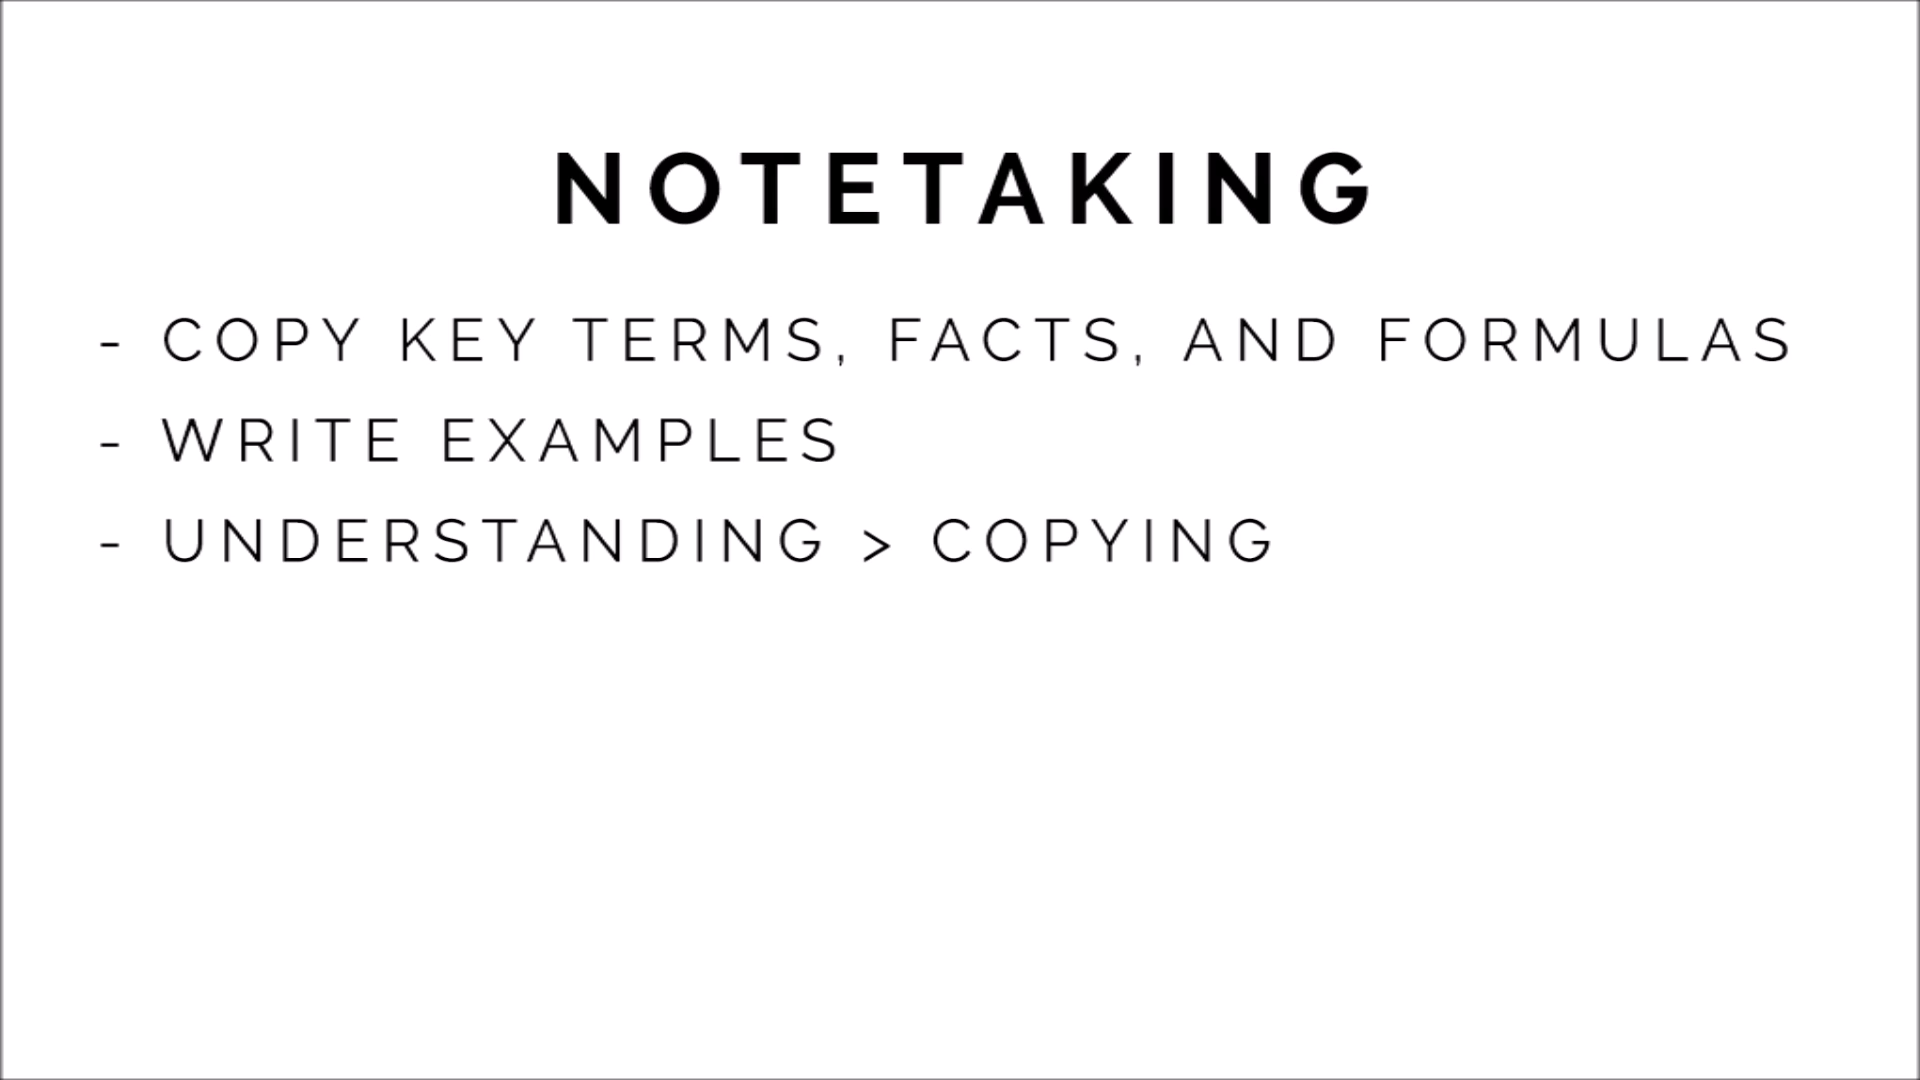 NOTETAKING
- COPY KEY TERMS, FACTS, AND FORMULAS
- WRITE EXAMPLES
- UNDERSTANDING > COPYING